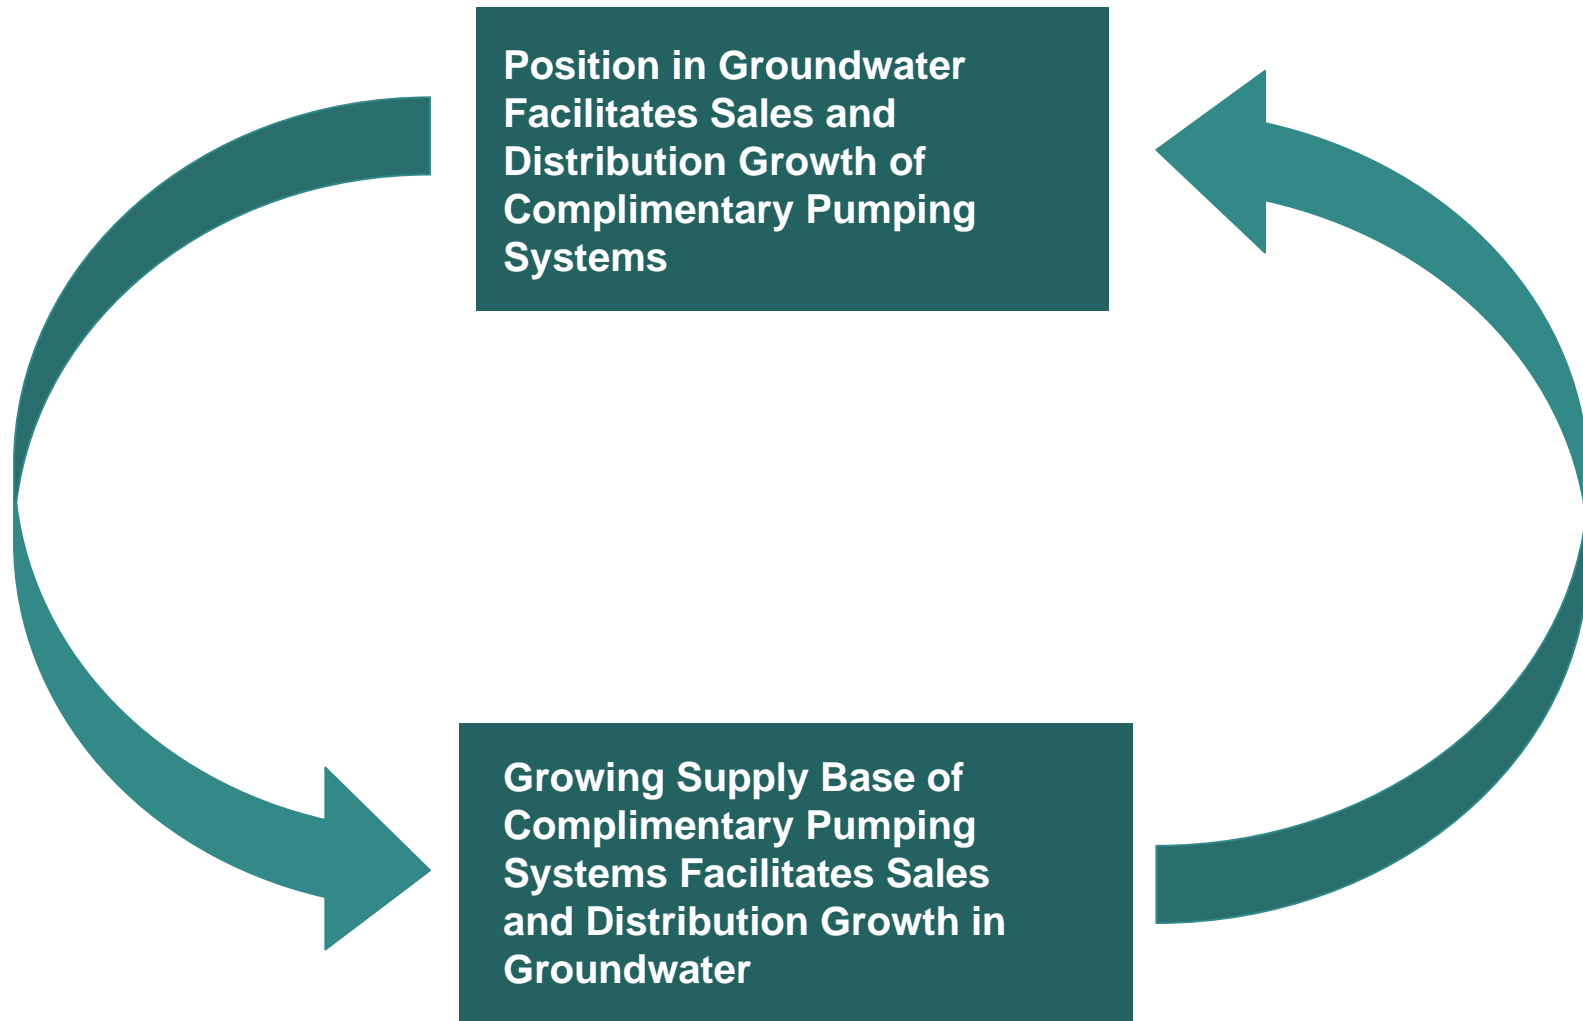 Position in Groundwater
Facilitates Sales and
Distribution Growth of
Complimentary Pumping
Systems
Growing Supply Base of
Complimentary Pumping
Systems Facilitates Sales
and Distribution Growth in
Groundwater